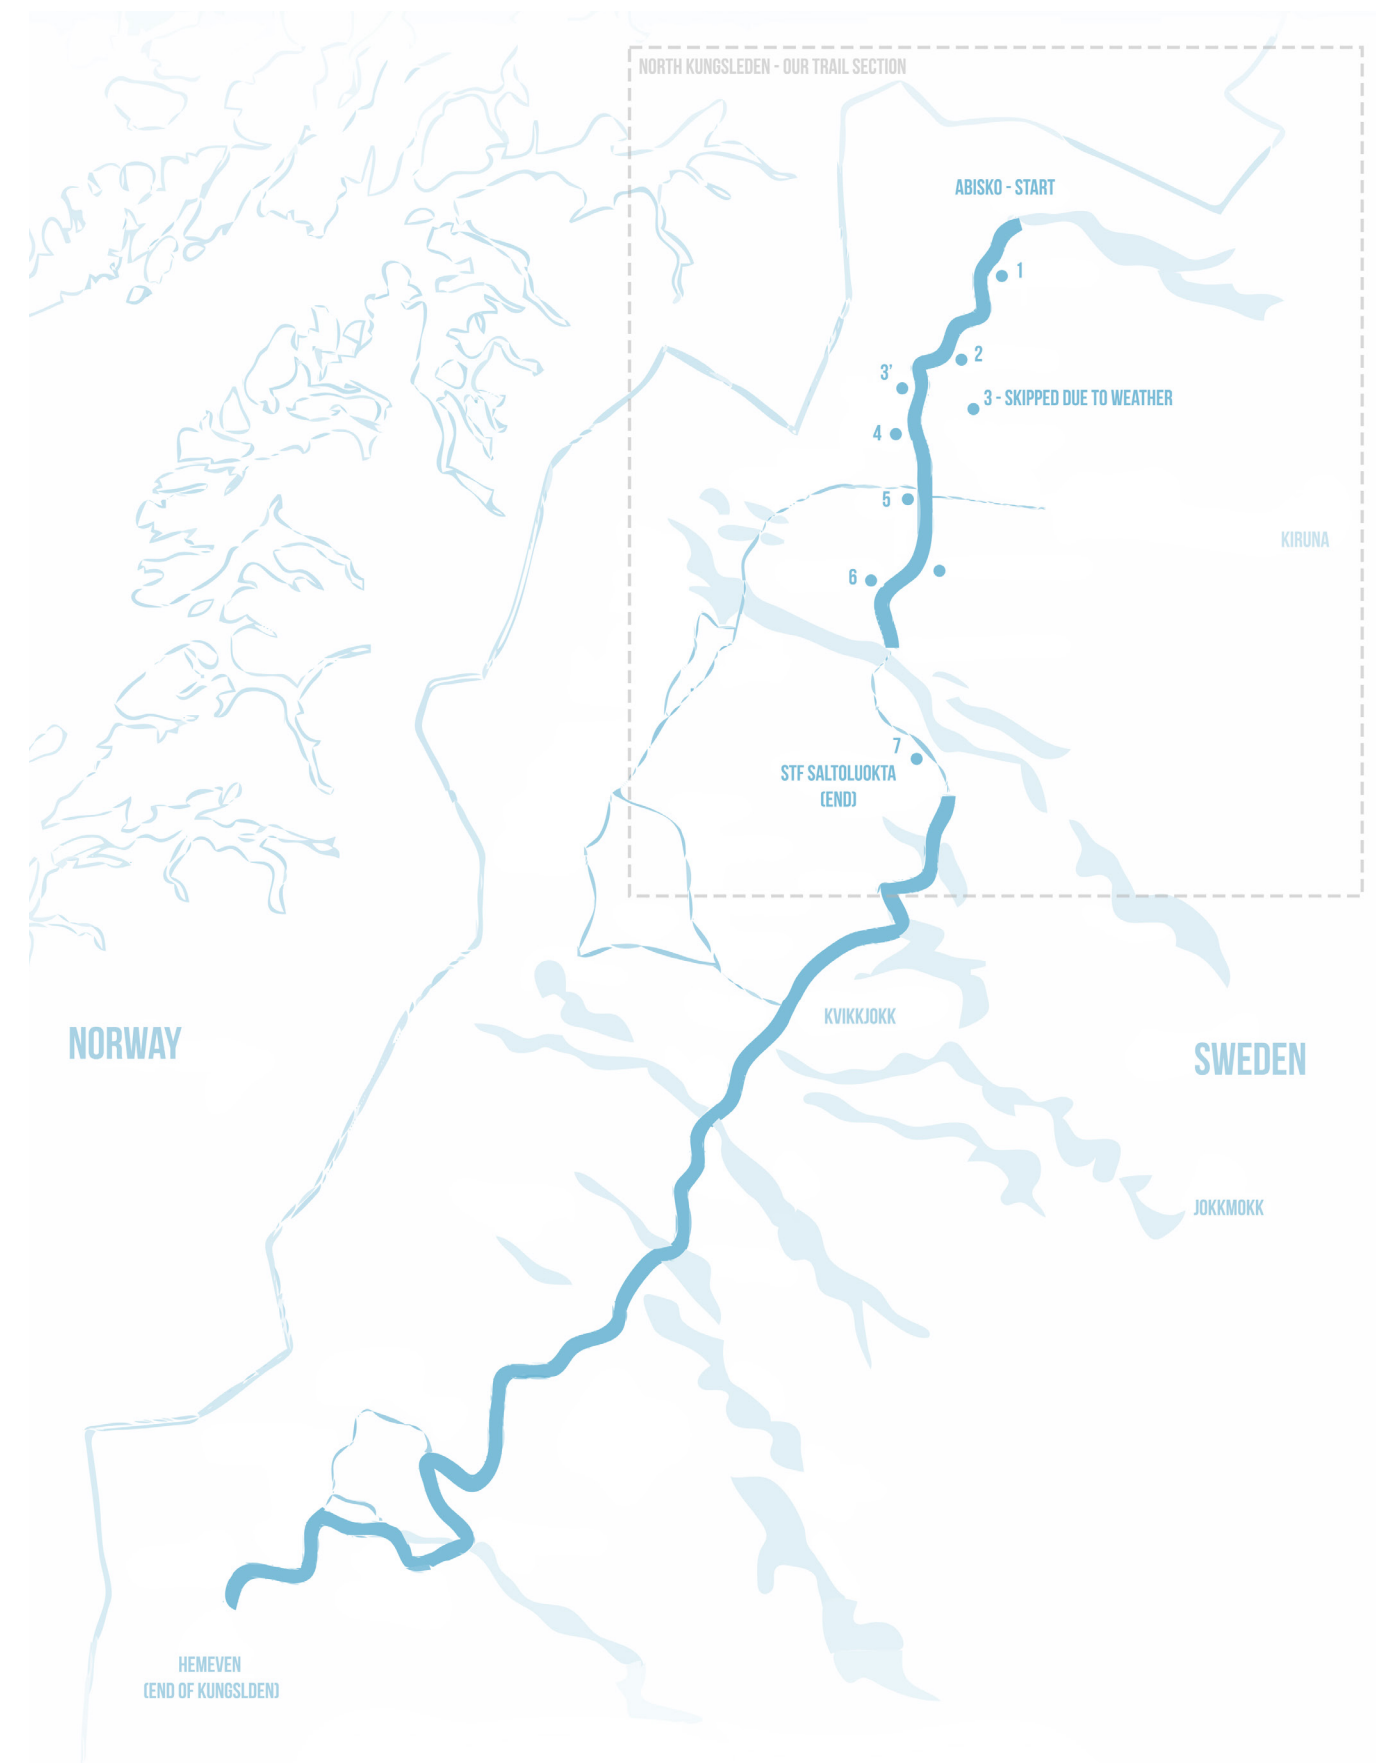 NORTH KUNGSLEDEN - OUR TRAIL SECTION
ABISKO - START
1
2
3'
3 - SKIPPED DUE TO WEATHER
4
5
KIRUNA
6
7
STF SALTOLUOKTA
(END)
KVIKKJOKK
NORWAY
SWEDEN
JOKKMOKK
HEMEVEN
(END OF KUNGSLDEN)